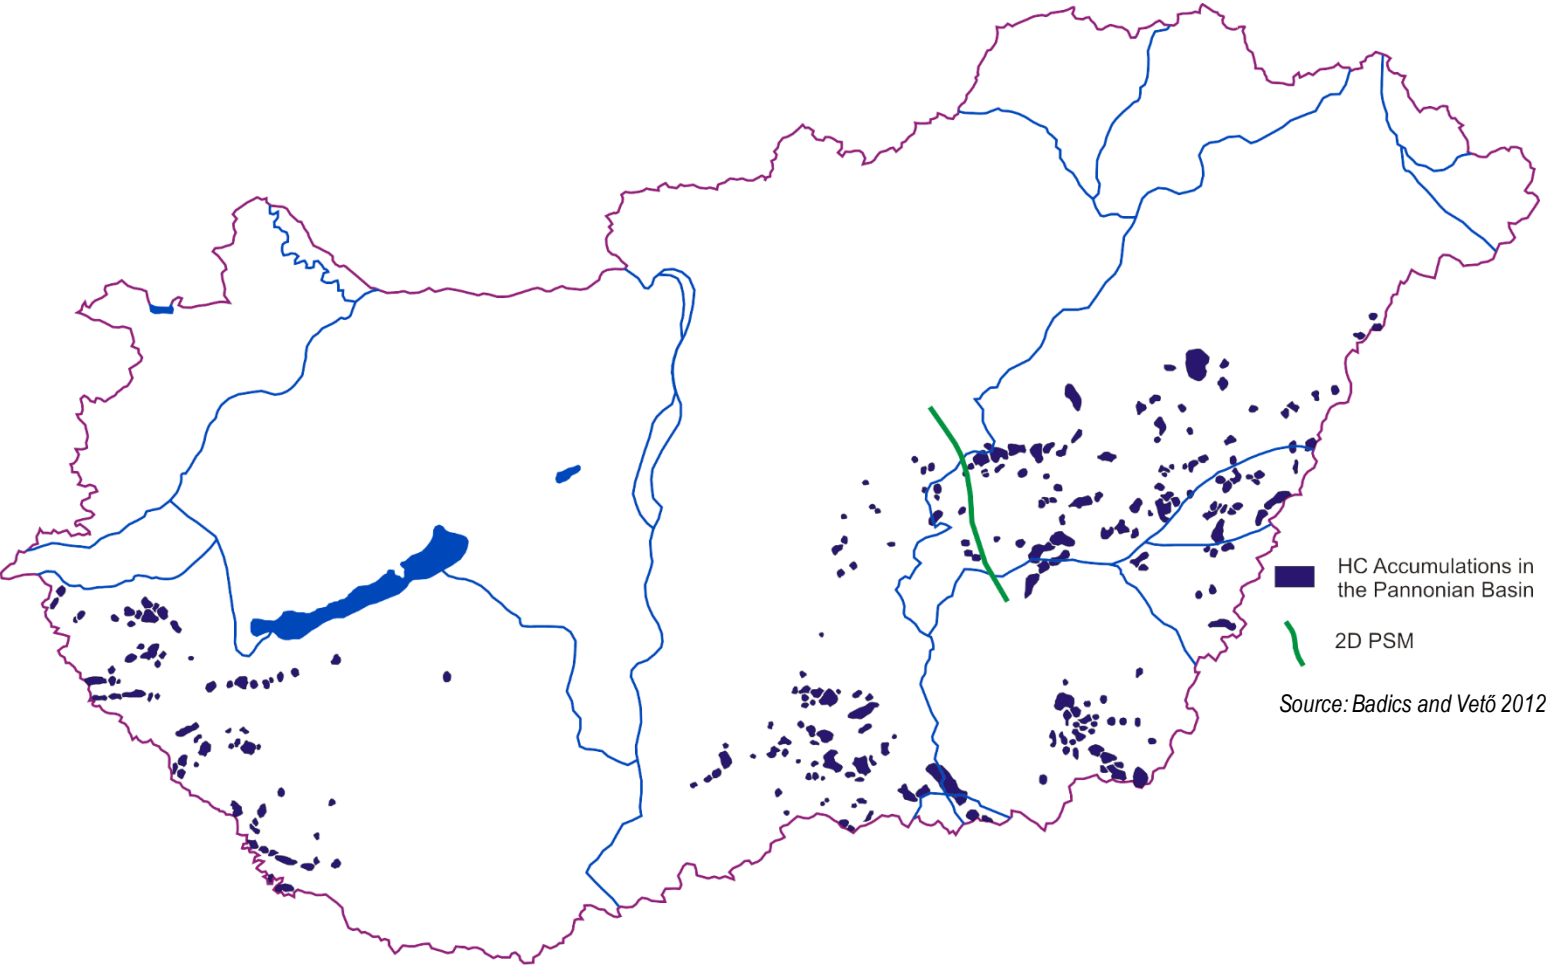 HC Accumulations in
the Pannonian Basin
2D PSM
Source: Badics and Vető 2012